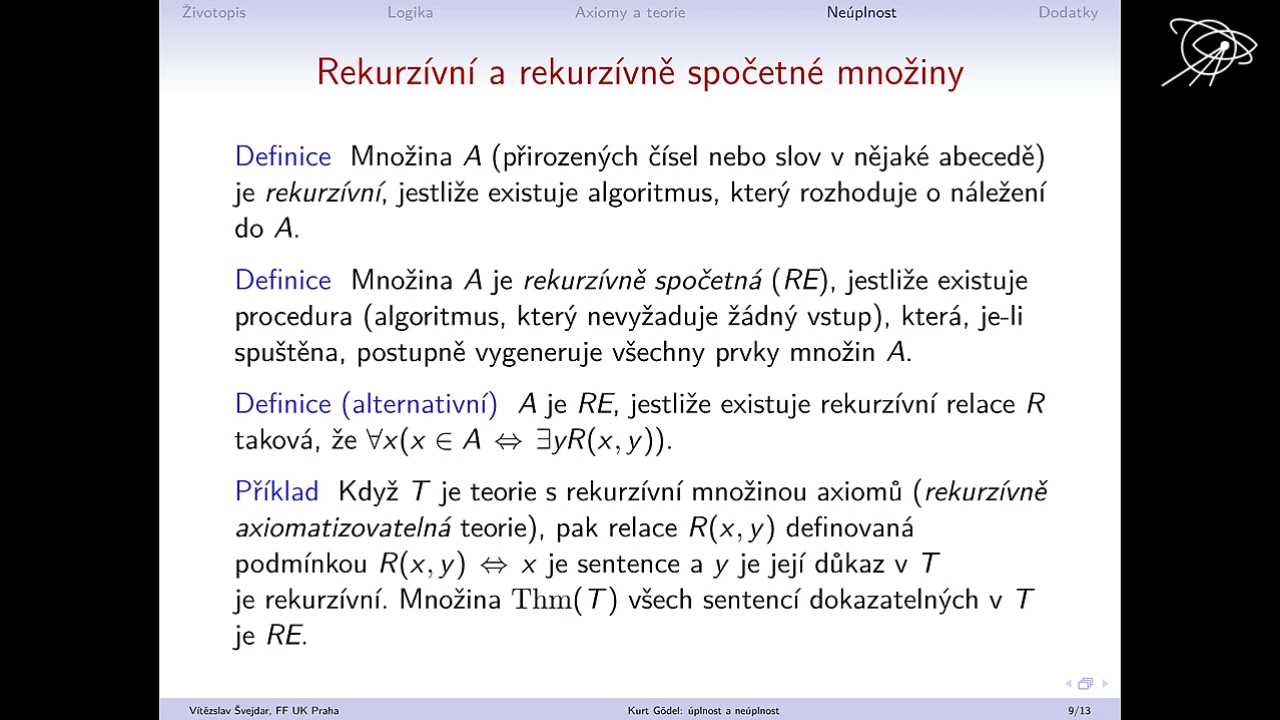 Životopis Logika Axiomy a teorie Neúplnost Dodatky
Rekurzívní a rekurzívně spočetné množiny
Definice Množina A (přirozených čísel nebo slov v nějaké abecedě)
je rekurzívní, jestliže existuje algoritmus, který rozhoduje o náležení
do A.
Definice Množina A je rekurzívně spočetná (RE), jestliže existuje
procedura (algoritmus, který nevyžaduje žádný vstup), která, je-li
spuštěna, postupně vygeneruje všechny prvky množin A.
Definice (alternativní) A je RE, jestliže existuje rekurzívní relace R
taková, že ∀x(x ∈ A ⇔ ∃yR(x, y)).
Příklad Když T je teorie s rekurzívní množinou axiomů (rekurzívně
axiomatizovatelná teorie), pak relace R(x, y) definovaná
podmínkou R(x, y) ⇔ x je sentence a y je její důkaz v T
je rekurzívní. Množina Thm(T) všech sentencí dokazatelných v T
je RE.
Vítězslav Švejdar, FF UK Praha Kurt Gödel: úplnost a neúplnost 9/13